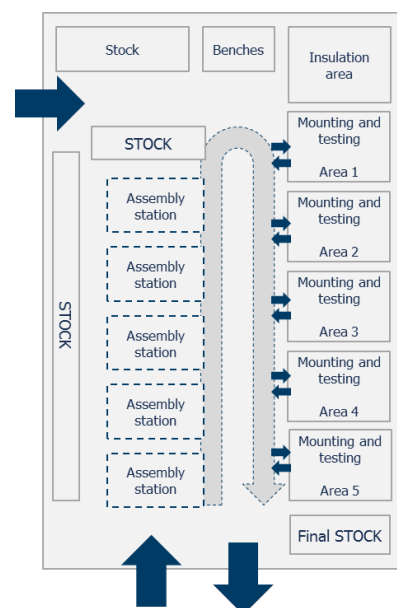 Stock
Benches
Insulation
area
STOCK
Mounting and
testing
Area 1
Assembly
station
Mounting and
testing
Area 2
Assembly
station
Mounting and
testing
Area 3
STOCK
Assembly
station
Mounting and
testing
Area 4
Assembly
station
Mounting and
testing
Area 5
Assembly
station
Final STOCK